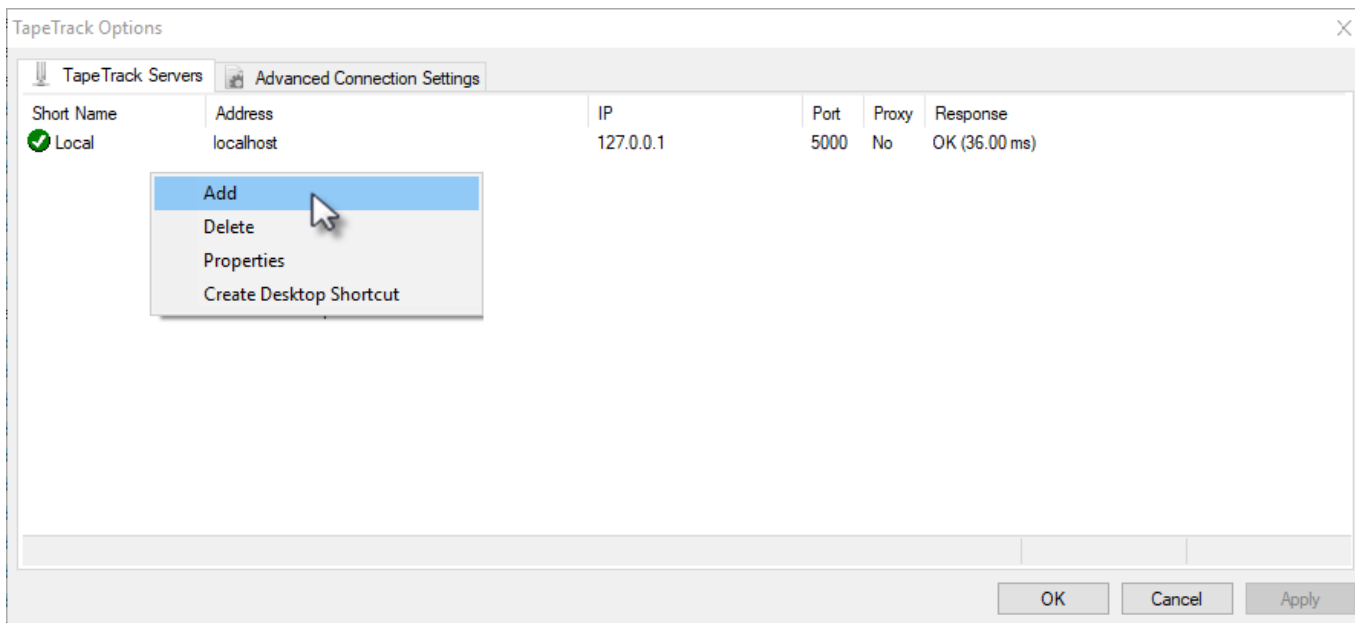 TapeTrack Options
TapeTrack Servers Advanced Connection Settings
Short Name Address IP Port Proxy Response
Local localhost 127.0.0.1 5000 No OK (36.00 ms)
Add
Delete
Properties
Create Desktop Shortcut
OK Cancel Apply